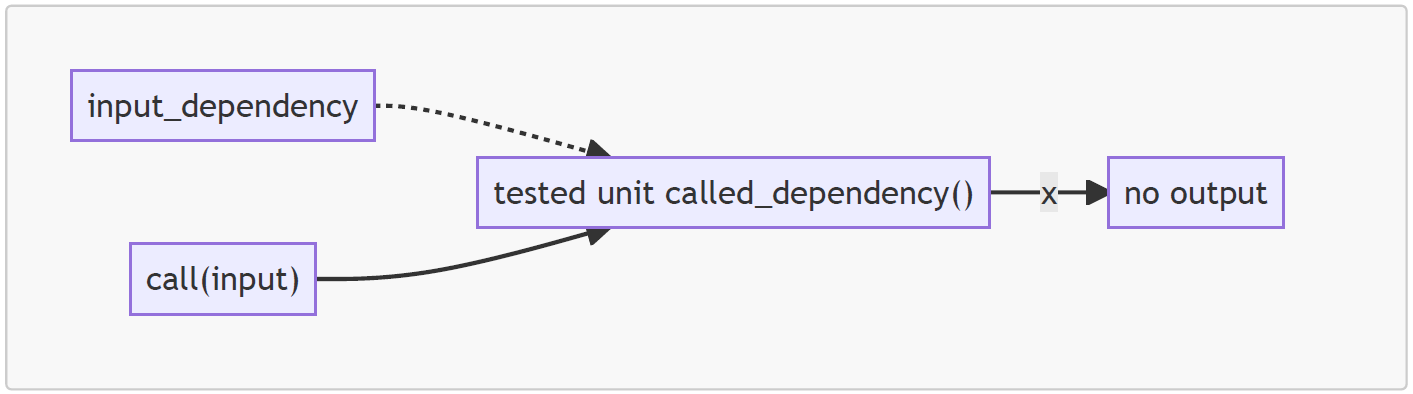 input_dependency
tested unit called_dependency()
x
no output
call(input)